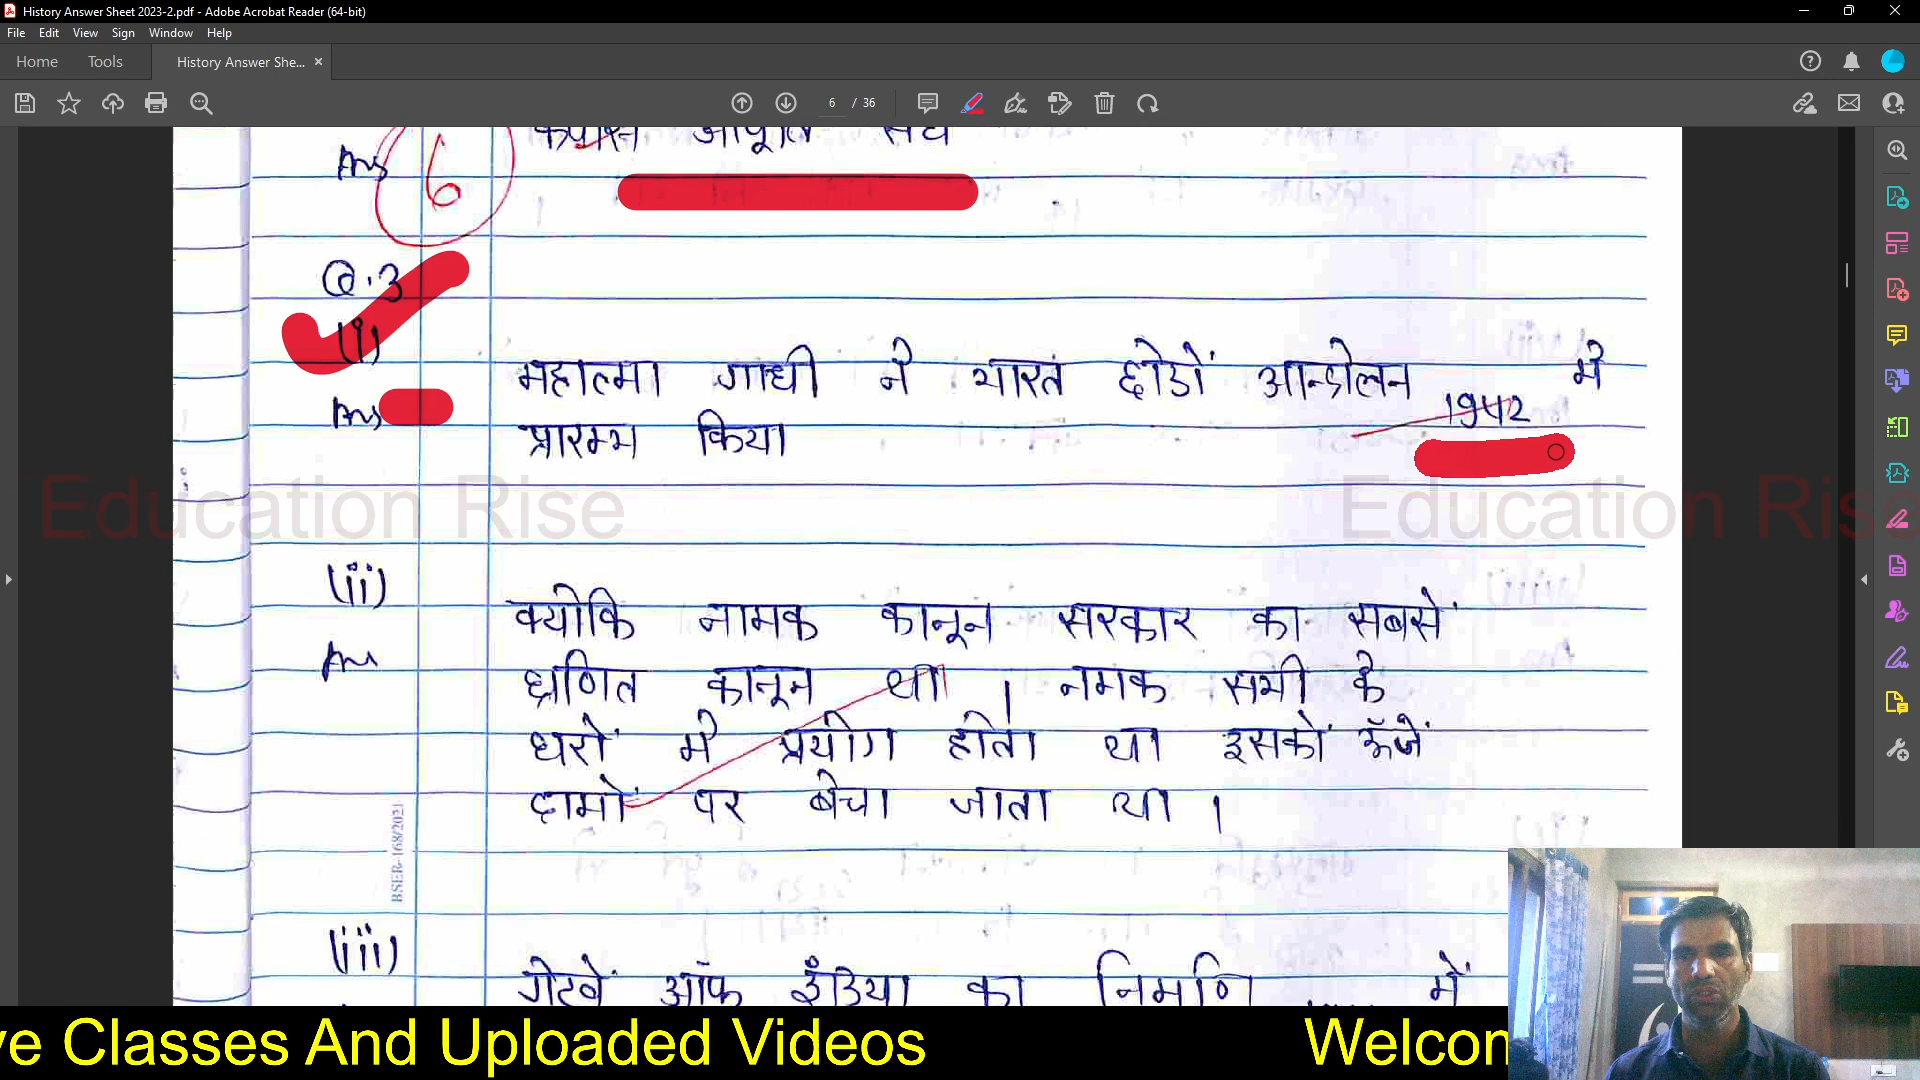 History Answer Sheet 2023-2.pdf - Adobe Acrobat Reader (64-bit)
File Edit View Sign Window Help
Home Tools History Answer She... ×
6 / 36
Ans 6
Q.3
(i)
महात्मा गाधी ने भारत छोडों आन्दोलन में
Ans 1942
प्रारम्भ किया
Education Rise Education Rise
(ii)
क्योकि नामक कानून सरकार का सबसे
Ans घ्रणित कानून था । नमक सभी के
घरों में प्रयोग होता था इसकों ऊँचें
दामों पर बेचा जाता था ।
BSER-168/2021
(iii)
गेटवे ऑफ इंडिया का निर्माण में
ve Classes And Uploaded Videos Welcon